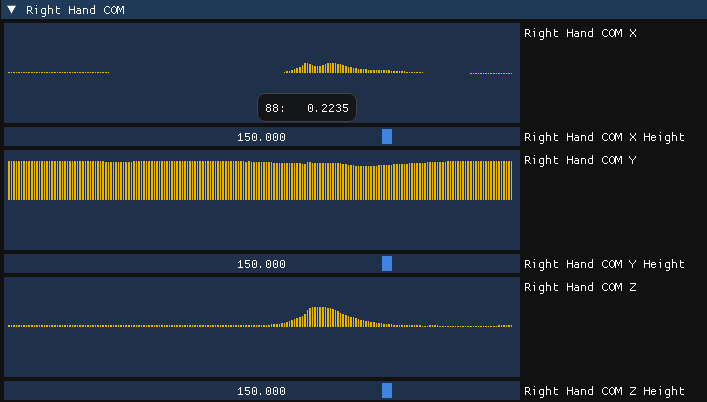 Right Hand COM
Right Hand COM X
88: 0.2235
150.000
Right Hand COM X Height
Right Hand COM Y
150.000
Right Hand COM Y Height
Right Hand COM Z
150.000
Right Hand COM Z Height